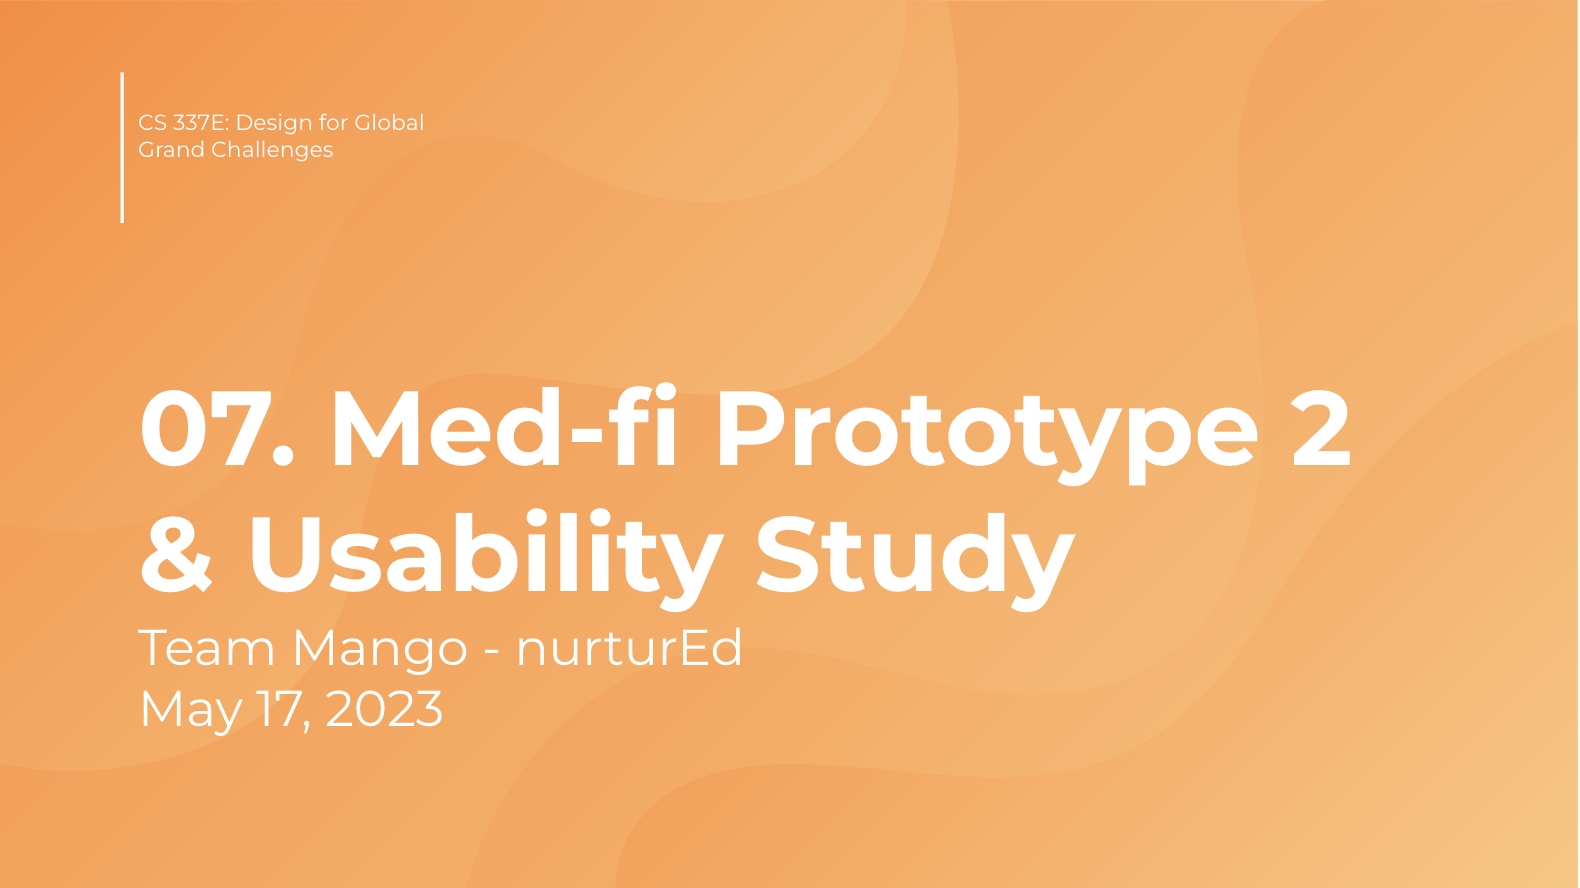 CS 337E: Design for Global
Grand Challenges
07. Med-fi Prototype 2
& Usability Study
Team Mango - nurturEd
May 17, 2023